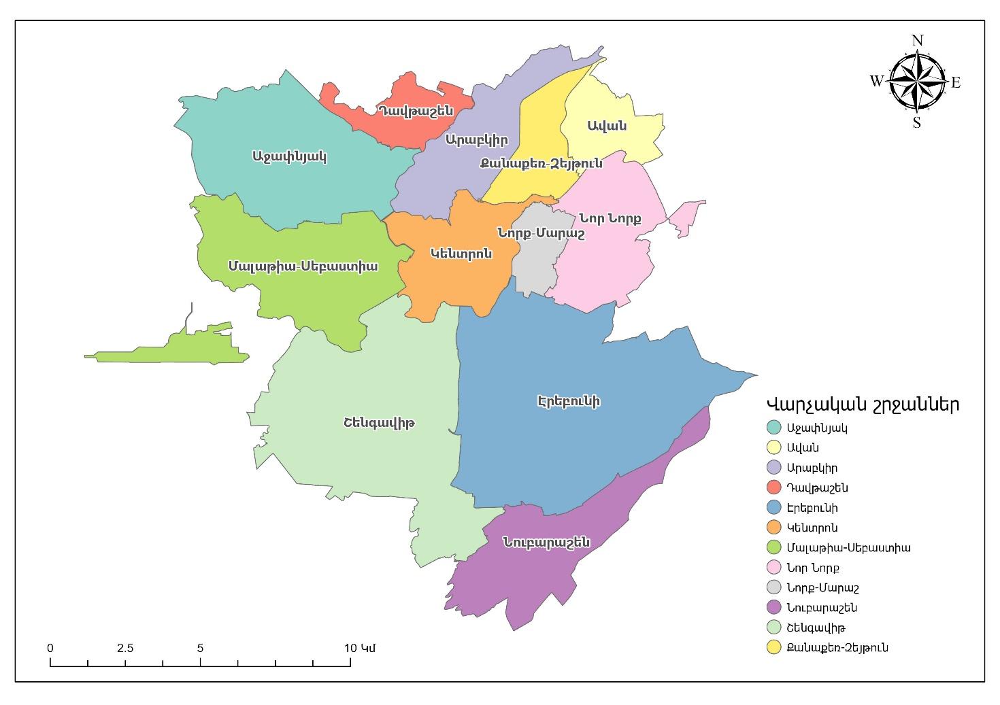 N
W E
S
Դավթաշեն
Ավան
Արաբկիր
Աջափնյակ
Քանաքեռ-Զեյթուն
Նոր Նորք
Նորք-Մարաշ
Կենտրոն
Մալաթիա-Սեբաստիա
Էրեբունի
Շենգավիթ
Նուբարաշեն
Վարչական շրջաններ
Աջափնյակ
Ավան
Արաբկիր
Դավթաշեն
Էրեբունի
Կենտրոն
Մալաթիա-Սեբաստիա
Նոր Նորք
Նորք-Մարաշ
Նուբարաշեն
Շենգավիթ
Քանաքեռ-Զեյթուն
0 2.5 5 10 Կմ